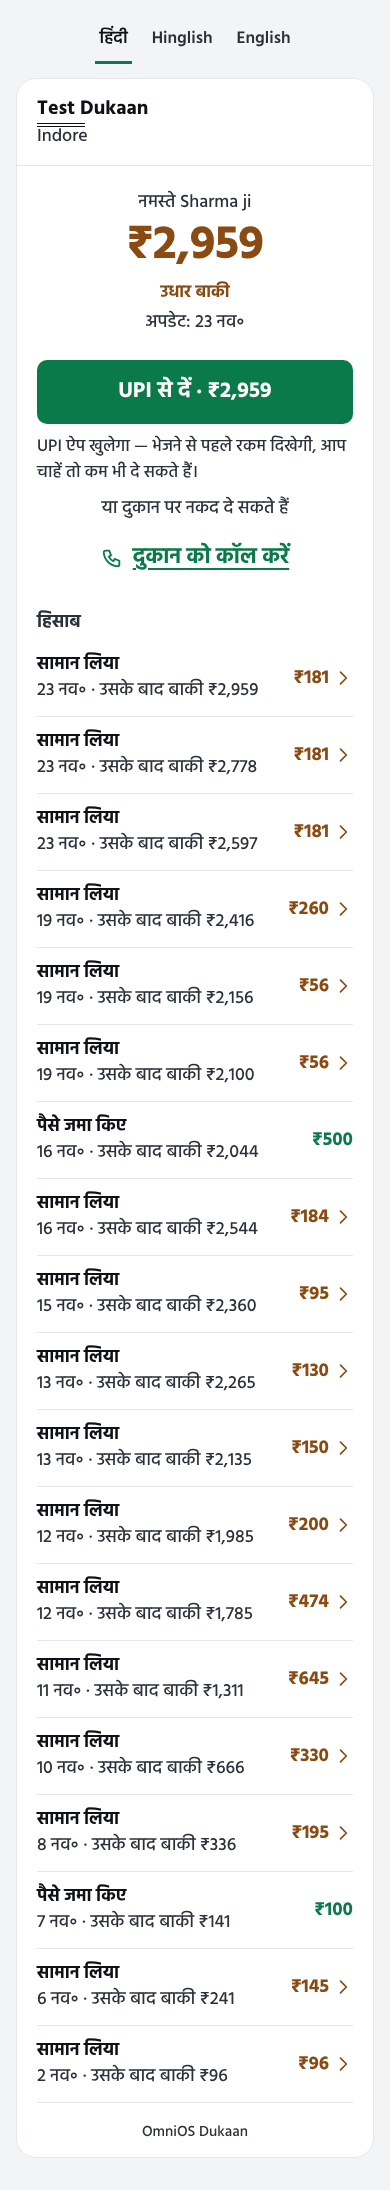 हिंदी Hinglish English
Test Dukaan
Indore
नमस्ते Sharma ji
₹2,959
उधार बाकी
अपडेट: 23 नव॰
UPI से दें · ₹2,959
UPI ऐप खुलेगा — भेजने से पहले रकम दिखेगी, आप
चाहें तो कम भी दे सकते हैं।
या दुकान पर नकद दे सकते हैं
दुकान को कॉल करें
हिसाब
सामान लिया
23 नव॰ · उसके बाद बाकी ₹2,959 ₹181
सामान लिया
23 नव॰ · उसके बाद बाकी ₹2,778 ₹181
सामान लिया
23 नव॰ · उसके बाद बाकी ₹2,597 ₹181
सामान लिया
19 नव॰ · उसके बाद बाकी ₹2,416 ₹260
सामान लिया
19 नव॰ · उसके बाद बाकी ₹2,156 ₹56
सामान लिया
19 नव॰ · उसके बाद बाकी ₹2,100 ₹56
पैसे जमा किए
16 नव॰ · उसके बाद बाकी ₹2,044 ₹500
सामान लिया
16 नव॰ · उसके बाद बाकी ₹2,544 ₹184
सामान लिया
15 नव॰ · उसके बाद बाकी ₹2,360 ₹95
सामान लिया
13 नव॰ · उसके बाद बाकी ₹2,265 ₹130
सामान लिया
13 नव॰ · उसके बाद बाकी ₹2,135 ₹150
सामान लिया
12 नव॰ · उसके बाद बाकी ₹1,985 ₹200
सामान लिया
12 नव॰ · उसके बाद बाकी ₹1,785 ₹474
सामान लिया
11 नव॰ · उसके बाद बाकी ₹1,311 ₹645
सामान लिया
10 नव॰ · उसके बाद बाकी ₹666 ₹330
सामान लिया
8 नव॰ · उसके बाद बाकी ₹336 ₹195
पैसे जमा किए
7 नव॰ · उसके बाद बाकी ₹141 ₹100
सामान लिया
6 नव॰ · उसके बाद बाकी ₹241 ₹145
सामान लिया
2 नव॰ · उसके बाद बाकी ₹96 ₹96
OmniOS Dukaan